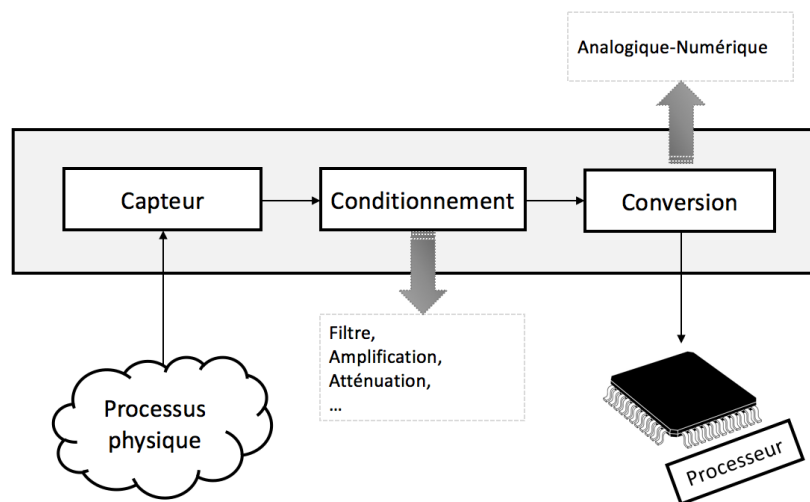 Analogique-Numérique
Capteur
Conditionnement
Conversion
Filtre,
Amplification,
Atténuation,
...
Processus
physique
Processeur